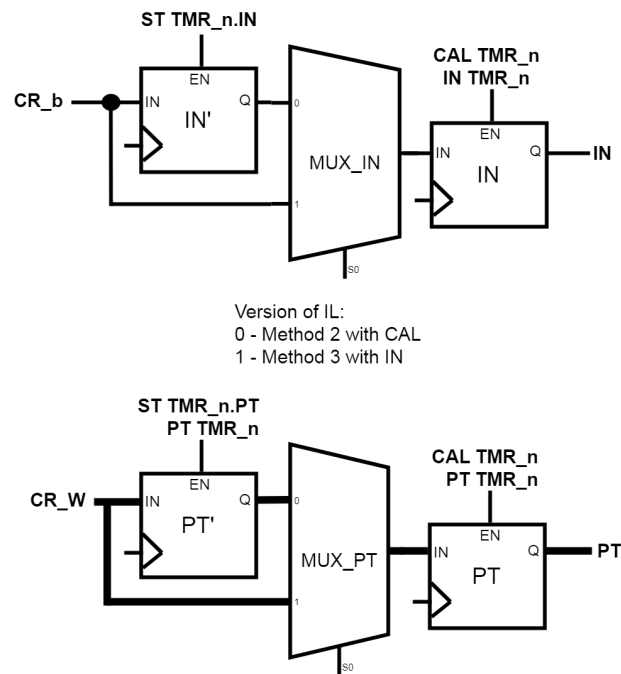 ST TMR_n.IN
EN
CR_b
IN
Q
IN'
0
MUX_IN
1
S0
CAL TMR_n
IN TMR_n
EN
IN
Q
IN
IN
Version of IL:
0 - Method 2 with CAL
1 - Method 3 with IN
ST TMR_n.PT
PT TMR_n
EN
CR_W
IN
Q
PT'
0
MUX_PT
1
S0
CAL TMR_n
PT TMR_n
EN
IN
Q
PT
PT